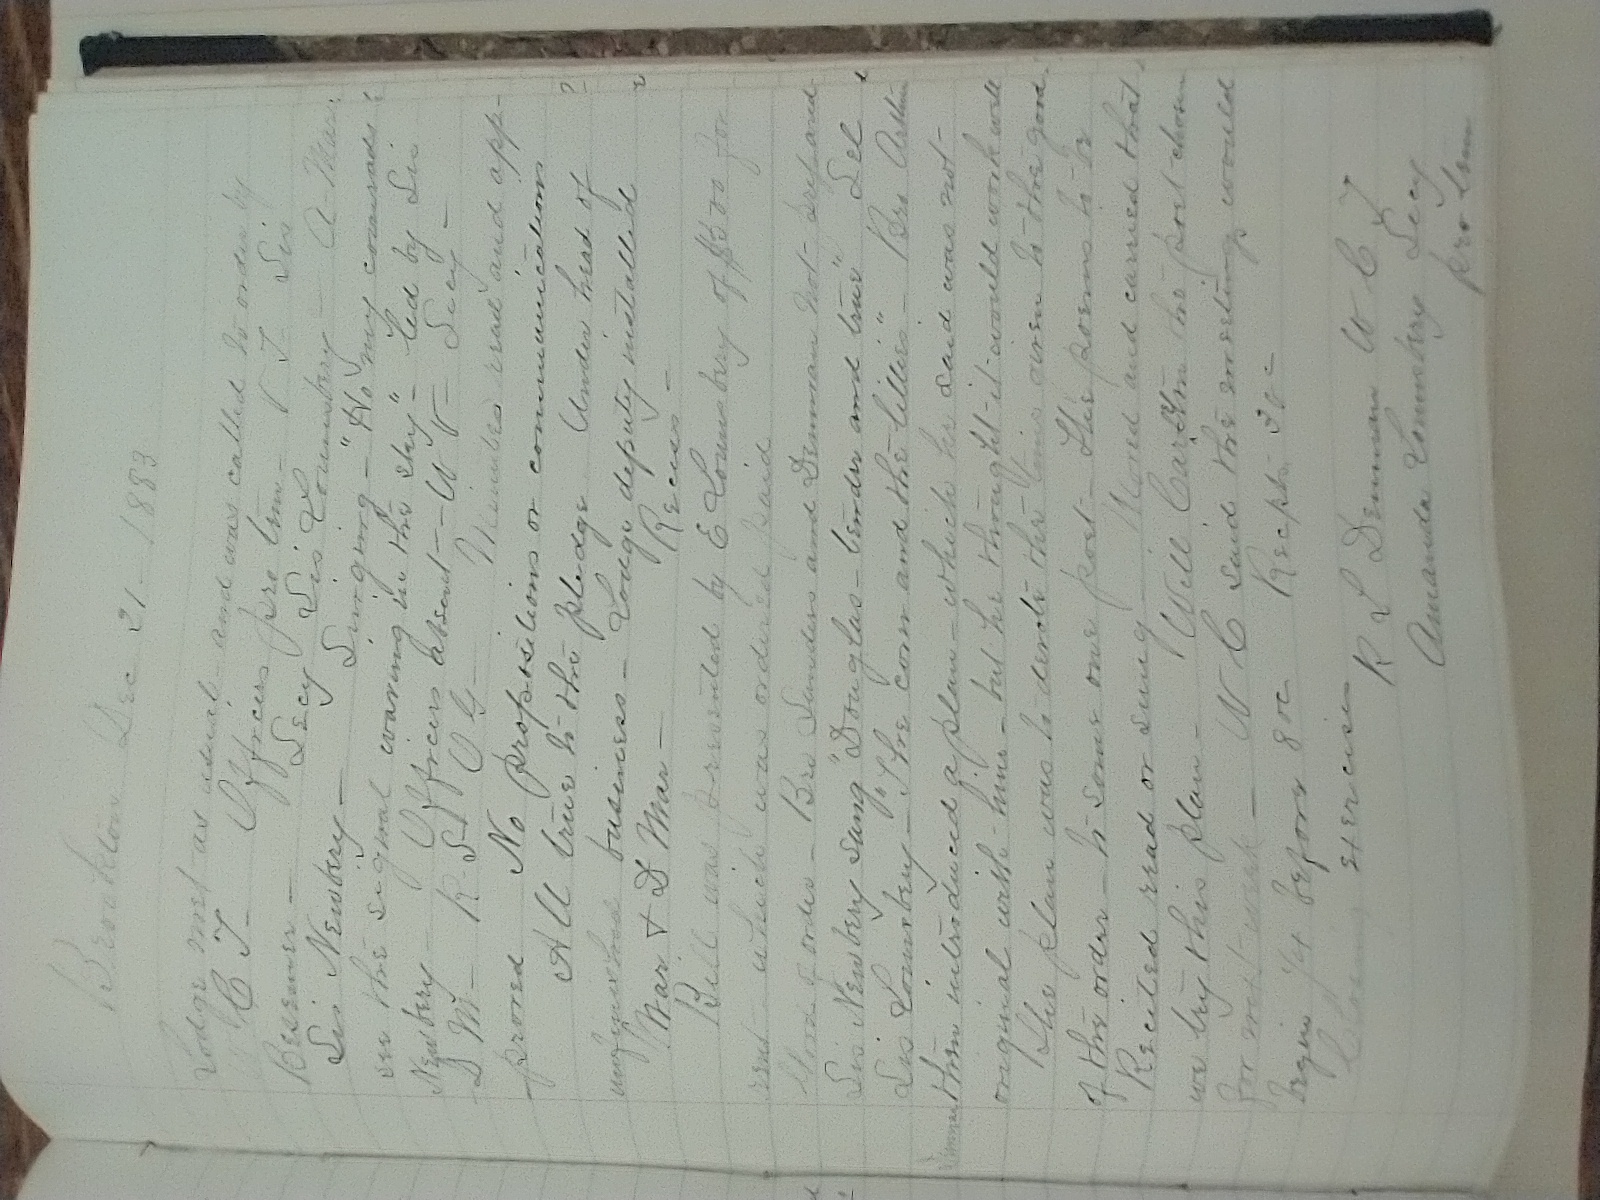 Brookton Dec 21 - 1883
Lodge met as usual - and was called to order by
C T - Officers pro tem - V T - Sis
Besemer - Secy Sis Lounsbery - A - Mar.
Sis Newbery - Singing - "Ho my comrads
see the signal waving in the sky" - led by Sis
Newbery - Officers absent - W V - Secy -
D M - R - S - O G - Minutes read and app-
-proved No propositions or communications
All true to the pledge. Under head of
unfinished business - Lodge deputy installed
Mar & D Mar - Recess -
Bill was presented by E Lounsbery of $500 for
rent - which was ordered paid
Good of order - Bro Sanders and Denman not prepared
Sis Newbery sang "Douglas - tender and true" Sel
Sis Lounsbery - "The corn and the lillies" - Bro Arthur
Denman then introduced a plan - which he said was not
original with him - but he thought it would work well
The plan was to devote the time given to the good
of the order - to some one poet - The poems to be
Recited read or sung - Moved and carried that
we try this plan - Will Carlton the poet chosen
for next week - W C said the meetings would
begin 1/4 before 8 oc Recpts. 30c
Closing exercises
R L Denman W C T
Amanda Lounsbery Secy
pro tem